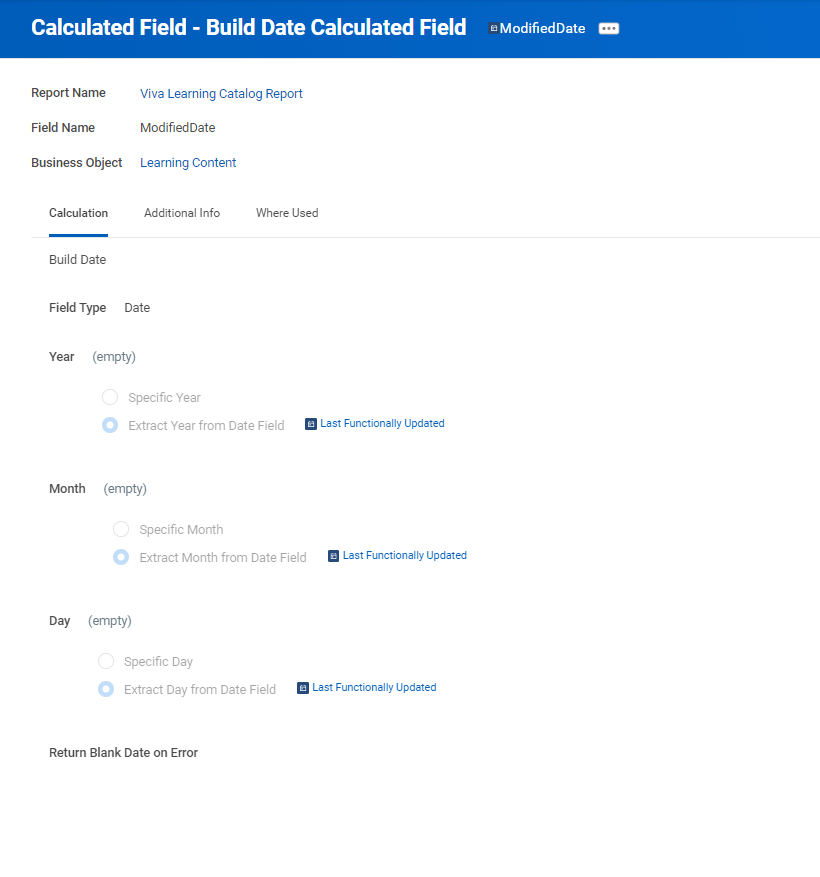 Calculated Field - Build Date Calculated Field ModifiedDate
Report Name Viva Learning Catalog Report
Field Name ModifiedDate
Business Object Learning Content
Calculation Additional Info Where Used
Build Date
Field Type Date
Year (empty)
Specific Year
Extract Year from Date Field Last Functionally Updated
Month (empty)
Specific Month
Extract Month from Date Field Last Functionally Updated
Day (empty)
Specific Day
Extract Day from Date Field Last Functionally Updated
Return Blank Date on Error